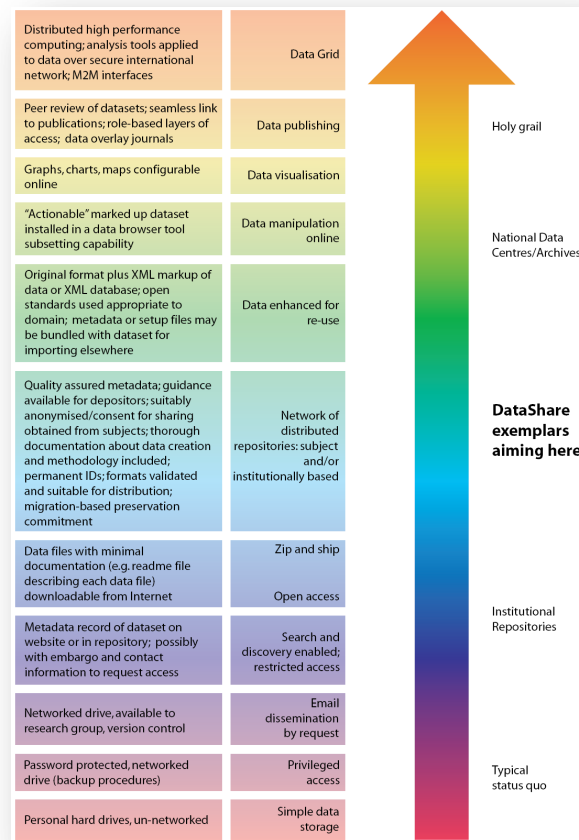 Distributed high performance
computing; analysis tools applied
to data over secure international
network; M2M interfaces
Data Grid
Peer review of datasets; seamless link
to publications; role-based layers of
access; data overlay journals
Data publishing
Holy grail
Graphs, charts, maps configurable
online
Data visualisation
“Actionable” marked up dataset
installed in a data browser tool
subsetting capability
Data manipulation
online
National Data
Centres/Archives
Original format plus XML markup of
data or XML database; open
standards used appropriate to
domain; metadata or setup files may
be bundled with dataset for
importing elsewhere
Data enhanced for
re-use
Quality assured metadata; guidance
available for depositors; suitably
anonymised/consent for sharing
obtained from subjects; thorough
documentation about data creation
and methodology included;
permanent IDs; formats validated
and suitable for distribution;
migration-based preservation
commitment
Network of
distributed
repositories: subject
and/or
institutionally based
DataShare
exemplars
aiming here
Data files with minimal
documentation (e.g. readme file
describing each data file)
downloadable from Internet
Zip and ship
Open access
Institutional
Repositories
Metadata record of dataset on
website or in repository; possibly
with embargo and contact
information to request access
Search and
discovery enabled;
restricted access
Networked drive, available to
research group, version control
Email
dissemination
by request
Password protected, networked
drive (backup procedures)
Privileged
access
Typical
status quo
Personal hard drives, un-networked
Simple data
storage